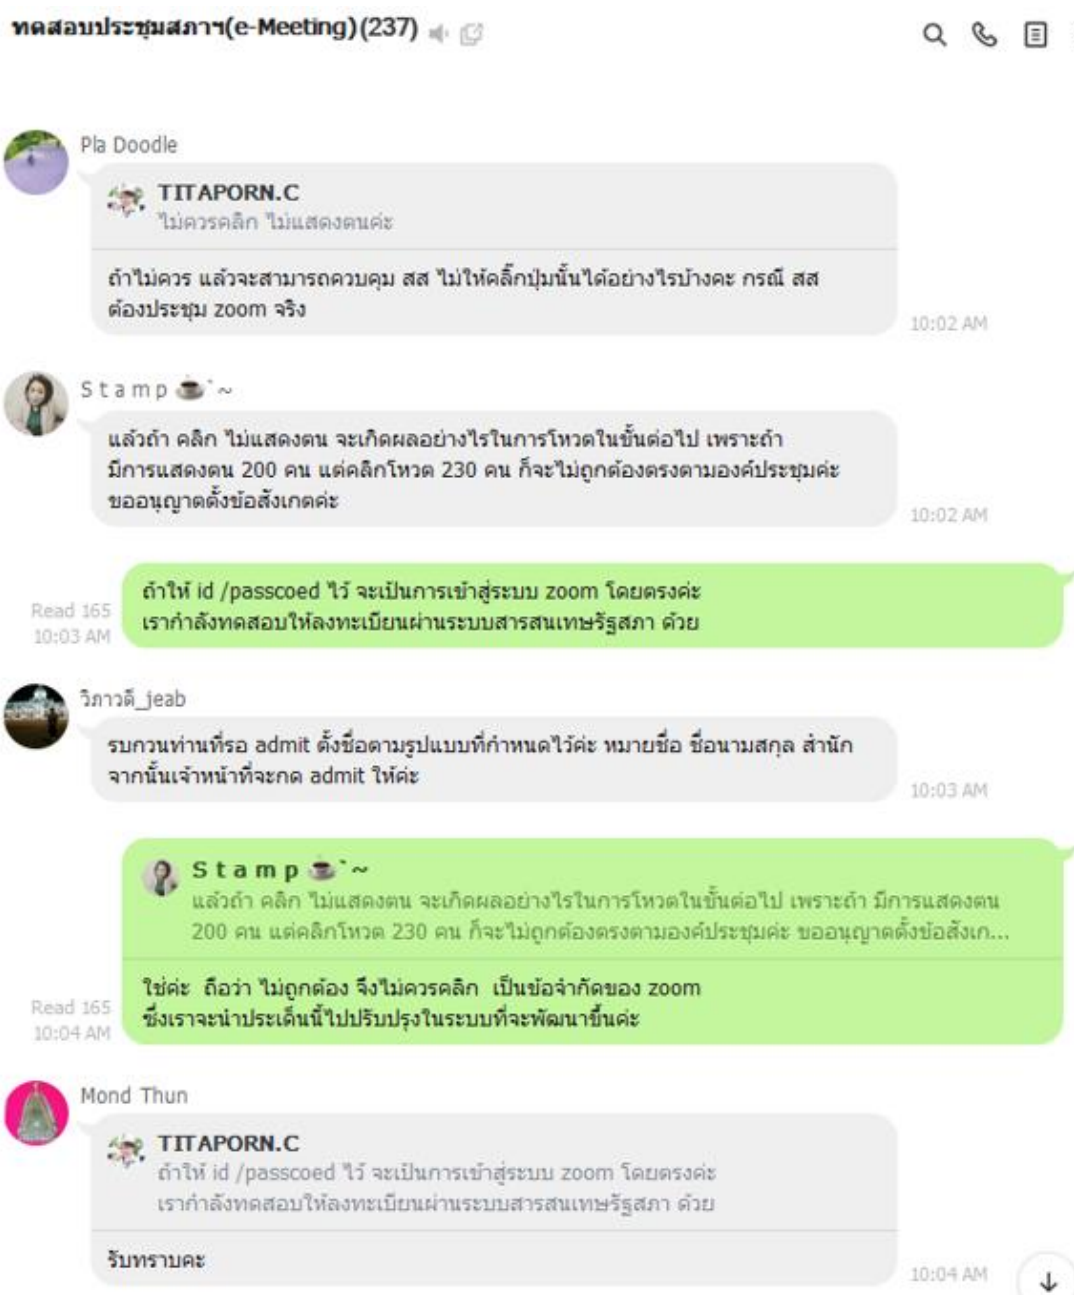 ทดสอบประชุมสภาฯ(e-Meeting)(237)
Pla Doodle
TITAPORN.C
ไม่ควรคลิก ไม่แสดงตนค่ะ
ถ้าไม่ควร แล้วจะสามารถควบคุม สส ไม่ให้คลิ๊กปุ่มนั้นได้อย่างไรบ้างคะ กรณี สส
ต้องประชุม zoom จริง
10:02 AM
S t a m p ☕`~
แล้วถ้า คลิก ไม่แสดงตน จะเกิดผลอย่างไรในการโหวตในขั้นต่อไป เพราะถ้า
มีการแสดงตน 200 คน แต่คลิกโหวต 230 คน ก็จะไม่ถูกต้องตรงตามองค์ประชุมค่ะ
ขออนุญาตตั้งข้อสังเกตค่ะ
10:02 AM
ถ้าให้ id /passcoed ไว้ จะเป็นการเข้าสู่ระบบ zoom โดยตรงค่ะ
เรากำลังทดสอบให้ลงทะเบียนผ่านระบบสารสนเทษรัฐสภา ด้วย
Read 165
10:03 AM
วิภาวดี_jeab
รบกวนท่านที่รอ admit ตั้งชื่อตามรูปแบบที่กำหนดไว้ค่ะ หมายชื่อ ชื่อนามสกุล สำนัก
จากนั้นเจ้าหน้าที่จะกด admit ให้ค่ะ
10:03 AM
S t a m p ☕`~
แล้วถ้า คลิก ไม่แสดงตน จะเกิดผลอย่างไรในการโหวตในขั้นต่อไป เพราะถ้า มีการแสดงตน
200 คน แต่คลิกโหวต 230 คน ก็จะไม่ถูกต้องตรงตามองค์ประชุมค่ะ ขออนุญาตตั้งข้อสังเก...
ใช่ค่ะ ถือว่า ไม่ถูกต้อง จึงไม่ควรคลิก เป็นข้อจำกัดของ zoom
ซึ่งเราจะนำประเด็นนี้ไปปรับปรุงในระบบที่จะพัฒนาขึ้นค่ะ
Read 165
10:04 AM
Mond Thun
TITAPORN.C
ถ้าให้ id /passcoed ไว้ จะเป็นการเข้าสู่ระบบ zoom โดยตรงค่ะ
เรากำลังทดสอบให้ลงทะเบียนผ่านระบบสารสนเทษรัฐสภา ด้วย
รับทราบคะ
10:04 AM